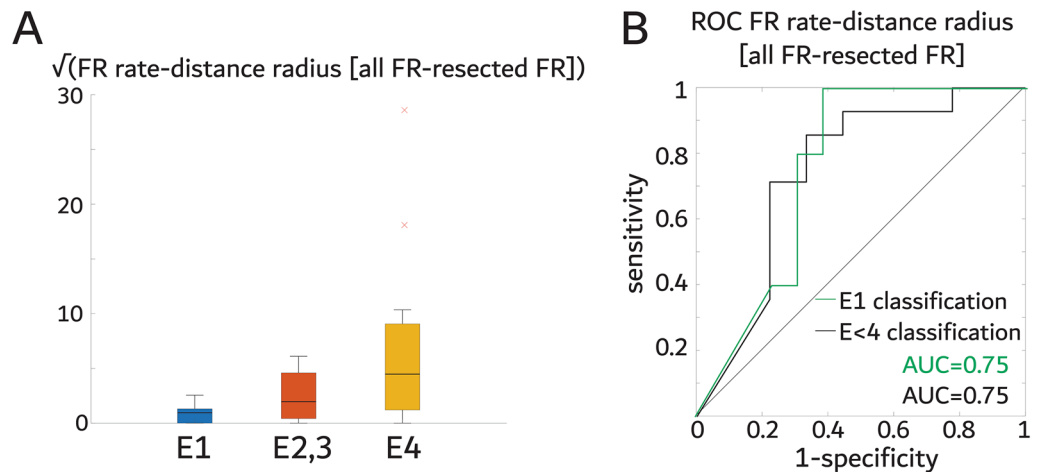 A
√(FR rate-distance radius [all FR-resected FR])
30
20
10
0
E1
E2,3
E4
B
ROC FR rate-distance radius
[all FR-resected FR]
sensitivity
1
0.8
0.6
0.4
0.2
E1 classification
E<4 classification
AUC=0.75
AUC=0.75
0
0.2
0.4
0.6
0.8
1
1-specificity